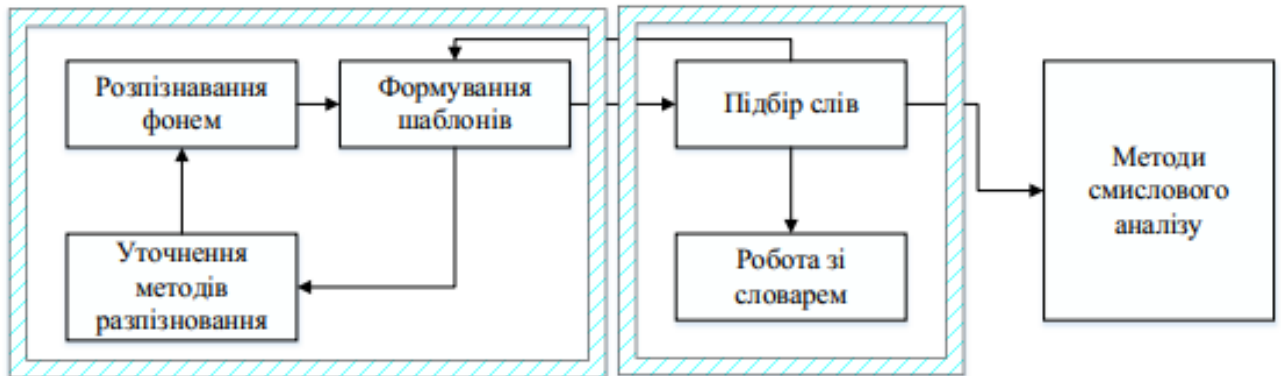 Розпізнавання
фонем
Формування
шаблонів
Підбір слів
Методи
смислового
аналізу
Уточнення
методів
разпізновання
Робота зі
словарем